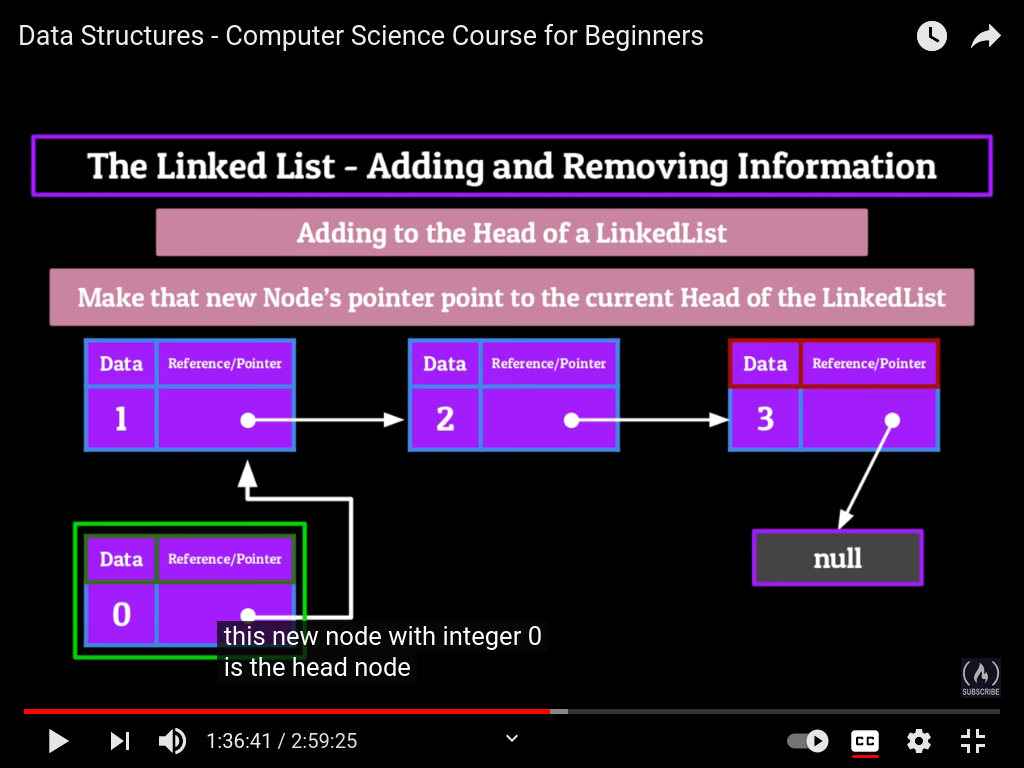 Data Structures - Computer Science Course for Beginners
The Linked List - Adding and Removing Information
Adding to the Head of a LinkedList
Make that new Node's pointer point to the current Head of the LinkedList
Data Reference/Pointer Data Reference/Pointer Data Reference/Pointer
1 2 3
Data Reference/Pointer
null
0
this new node with integer 0
is the head node
SUBSCRIBE
1:36:41 / 2:59:25
CC